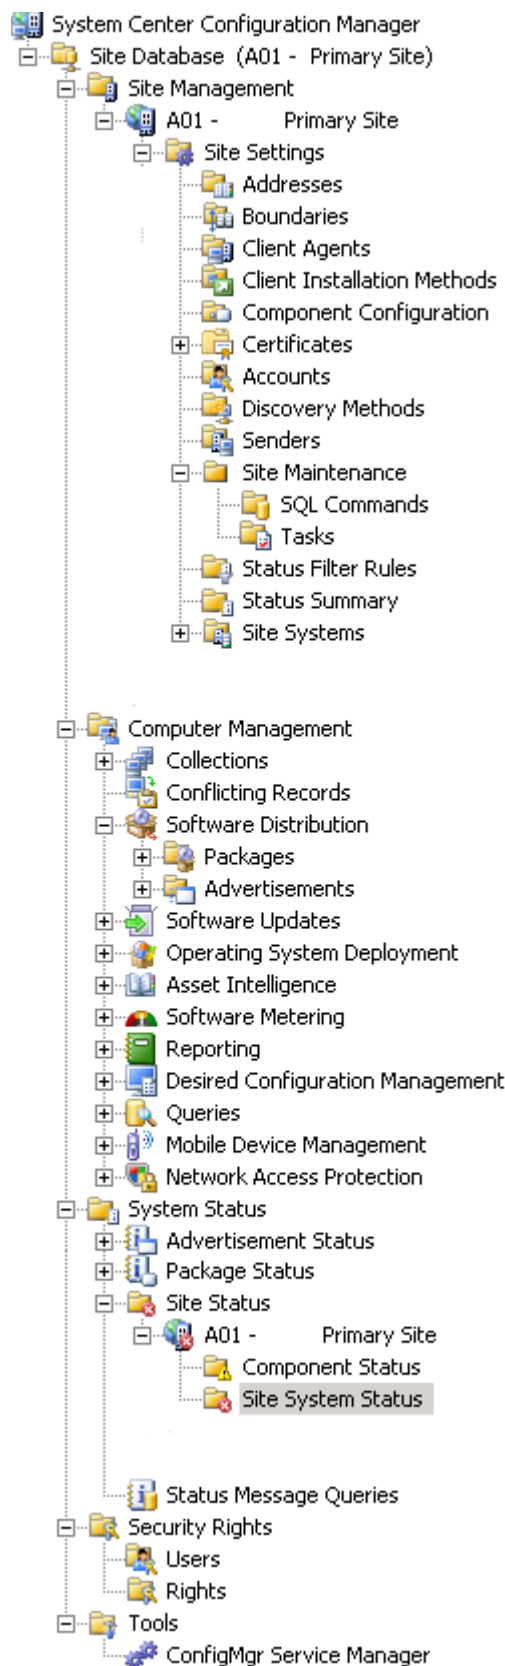 System Center Configuration Manager
Site Database (A01 - Primary Site)
Site Management
A01 - Primary Site
Site Settings
Addresses
Boundaries
Client Agents
Client Installation Methods
Component Configuration
Certificates
Accounts
Discovery Methods
Senders
Site Maintenance
SQL Commands
Tasks
Status Filter Rules
Status Summary
Site Systems
Computer Management
Collections
Conflicting Records
Software Distribution
Packages
Advertisements
Software Updates
Operating System Deployment
Asset Intelligence
Software Metering
Reporting
Desired Configuration Management
Queries
Mobile Device Management
Network Access Protection
System Status
Advertisement Status
Package Status
Site Status
A01 - Primary Site
Component Status
Site System Status
Status Message Queries
Security Rights
Users
Rights
Tools
ConfigMgr Service Manager